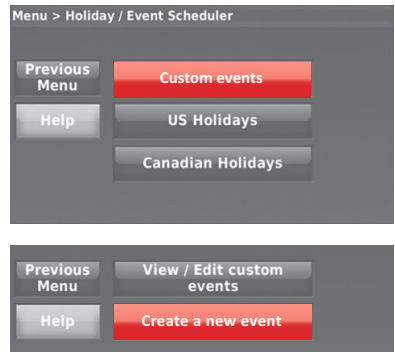 Menu > Holiday / Event Scheduler
Previous
Menu
Custom events
Help
US Holidays
Canadian Holidays
Previous
Menu
View / Edit custom
events
Help
Create a new event